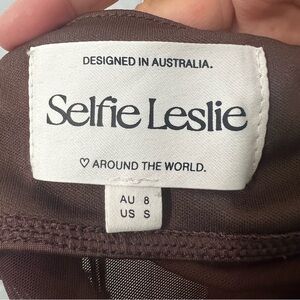 DESIGNED IN AUSTRALIA.
Selfie Leslie
♡ AROUND THE WORLD.
AU 8
US S